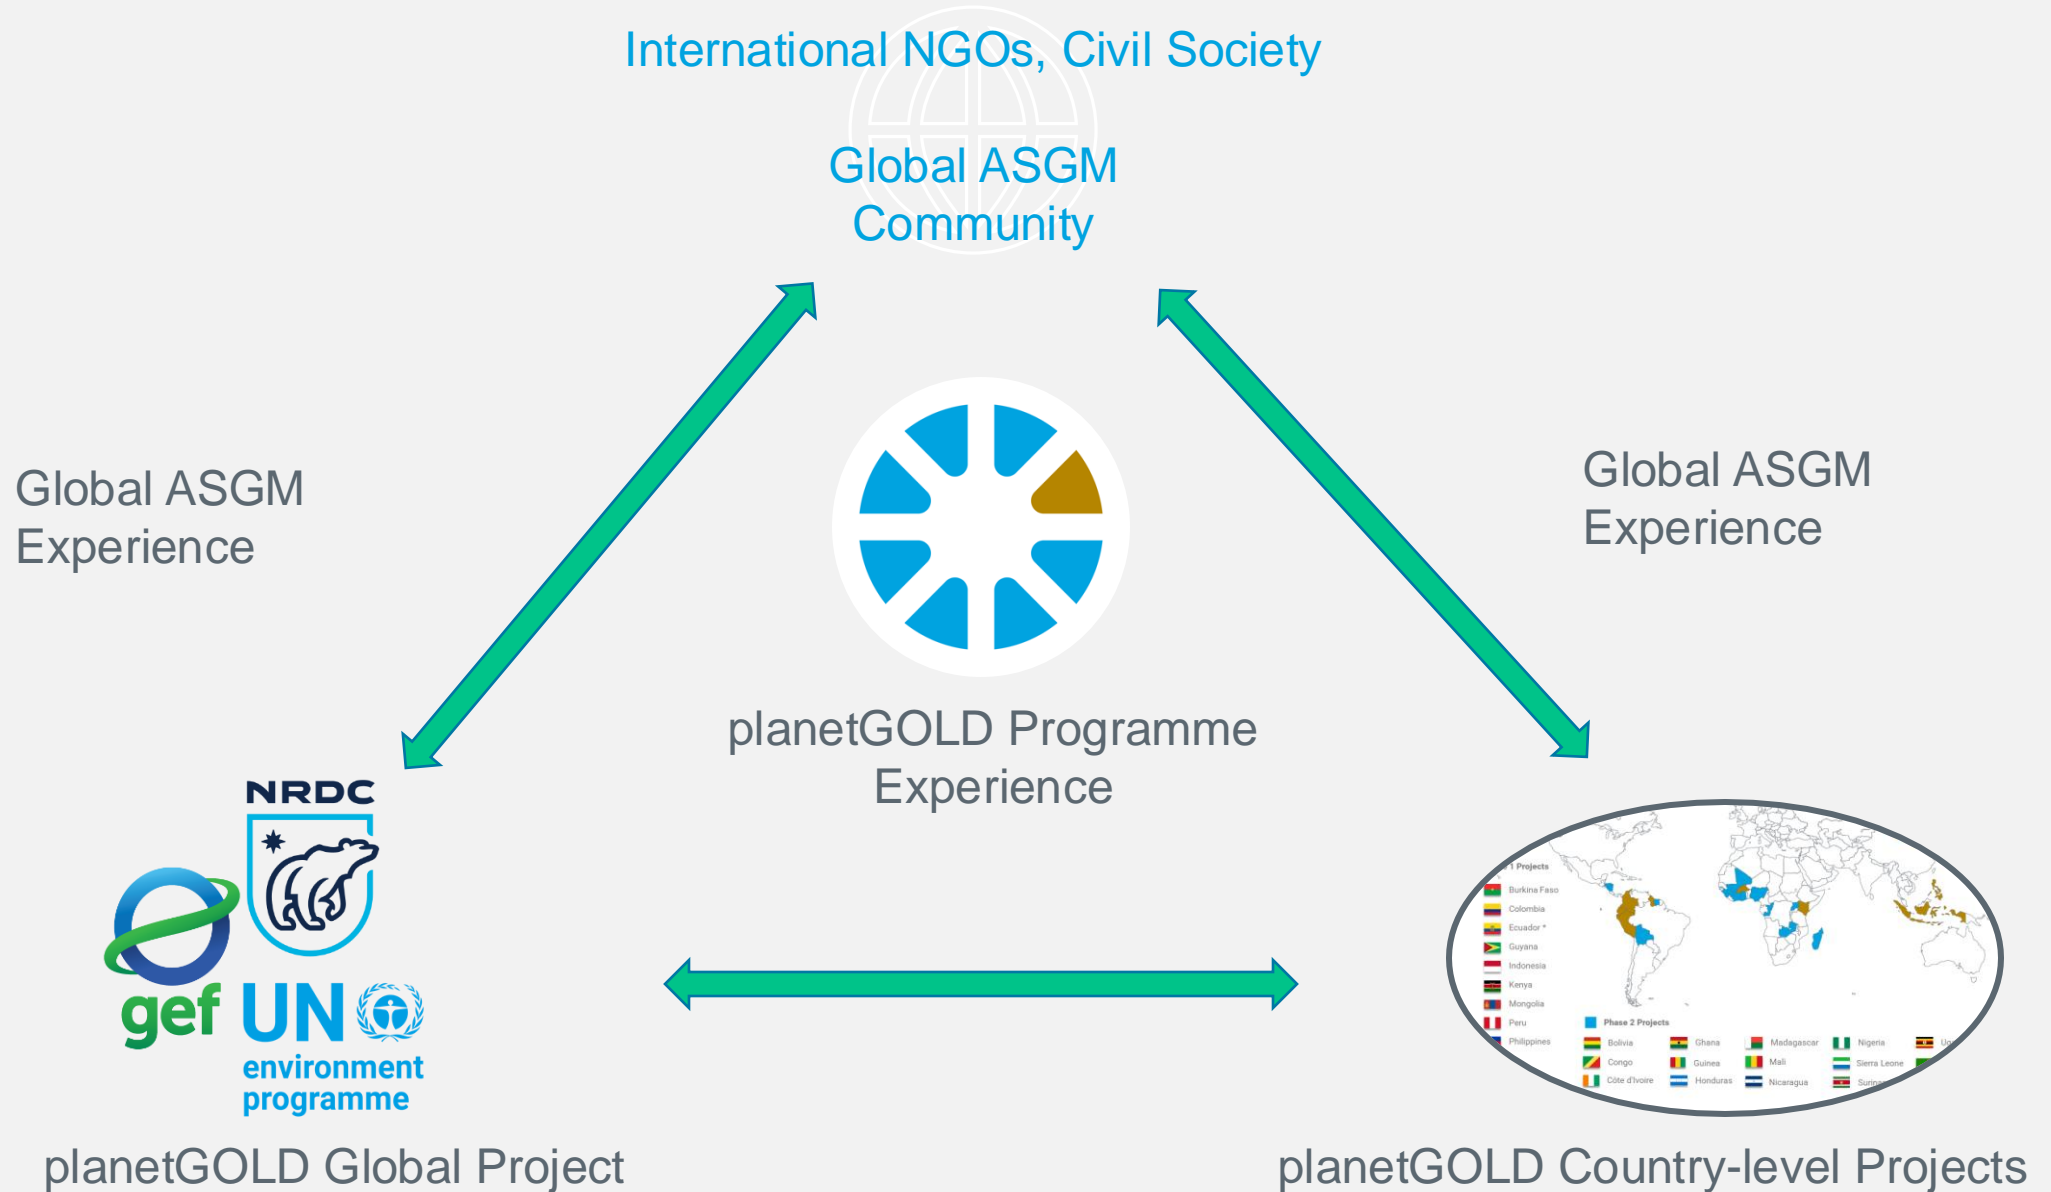 International NGOs, Civil Society
Global ASGM
Community
Global ASGM
Experience
Global ASGM
Experience
planetGOLD Programme
Experience
NRDC
gef
UN
environment
programme
1 Projects
Burkina Faso
Colombia
Ecuador *
Guyana
Indonesia
Kenya
Mongolia
Peru
Philippines
Phase 2 Projects
Bolivia Ghana Madagascar Nigeria
Congo Guinea Mali Sierra Leone
Côte d'Ivoire Honduras Nicaragua
planetGOLD Global Project
planetGOLD Country-level Projects